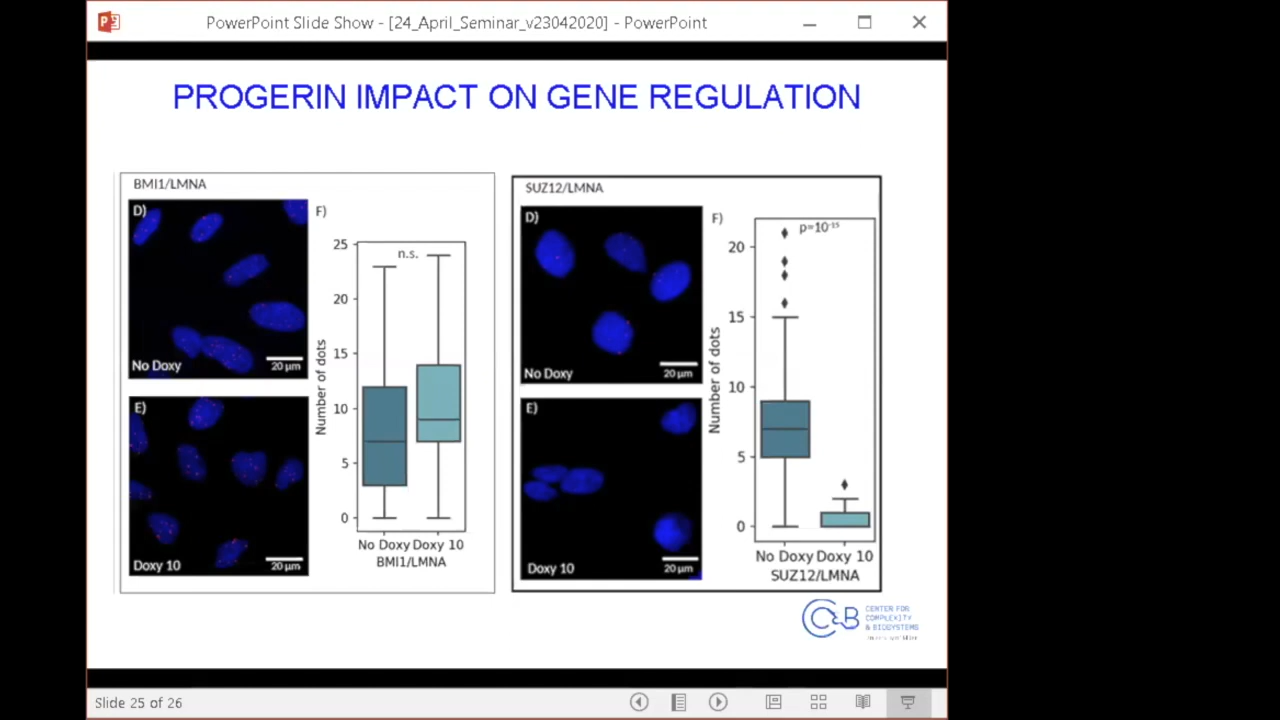 PowerPoint Slide Show - [24_April_Seminar_v23042020] - PowerPoint
PROGERIN IMPACT ON GENE REGULATION
BMI1/LMNA
D)
No Doxy
20 µm
E)
Doxy 10
20 µm
F)
Number of dots
25
20
15
10
5
0
n.s.
No Doxy Doxy 10
BMI1/LMNA
SUZ12/LMNA
D)
No Doxy
20 µm
E)
Doxy 10
20 µm
F)
Number of dots
20
15
10
5
0
p=10⁻¹⁵
No Doxy Doxy 10
SUZ12/LMNA
C&B
CENTER FOR
COMPLEXITY
& BIOSYSTEMS
Slide 25 of 26